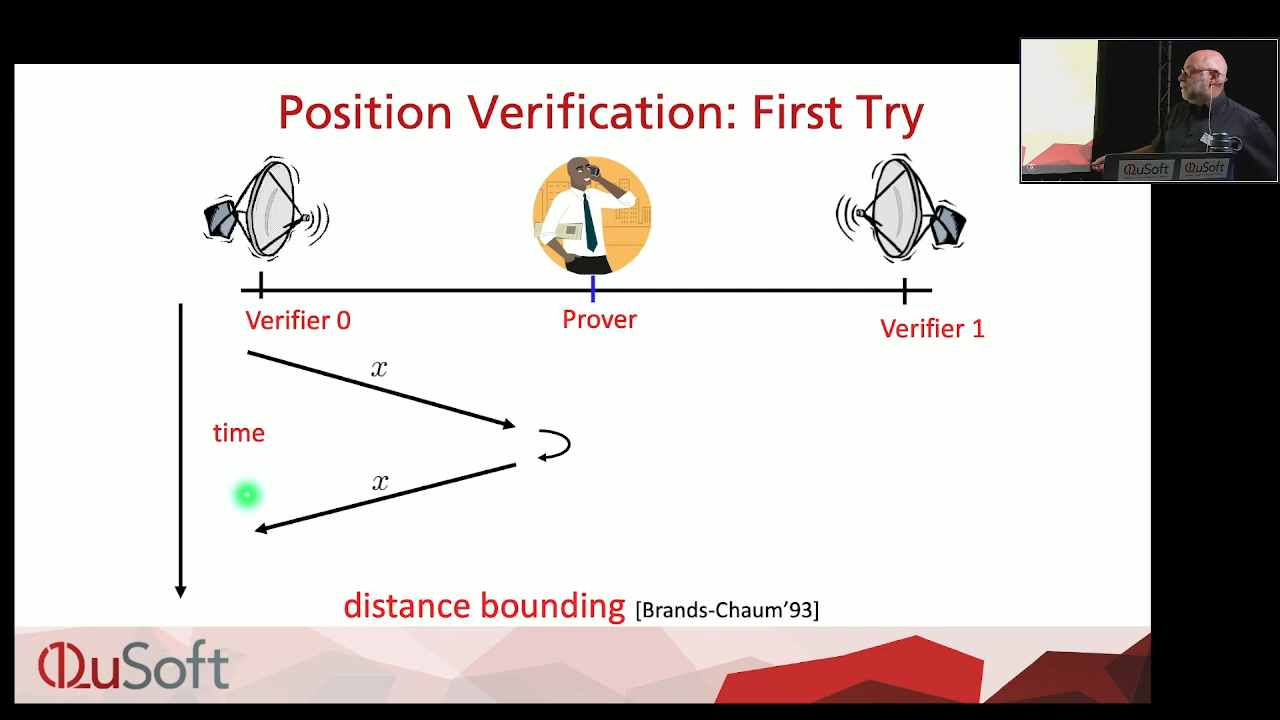 Position Verification: First Try
QuSoft QuSoft
Verifier 0
Prover
Verifier 1
x
time
x
distance bounding [Brands-Chaum’93]
QuSoft